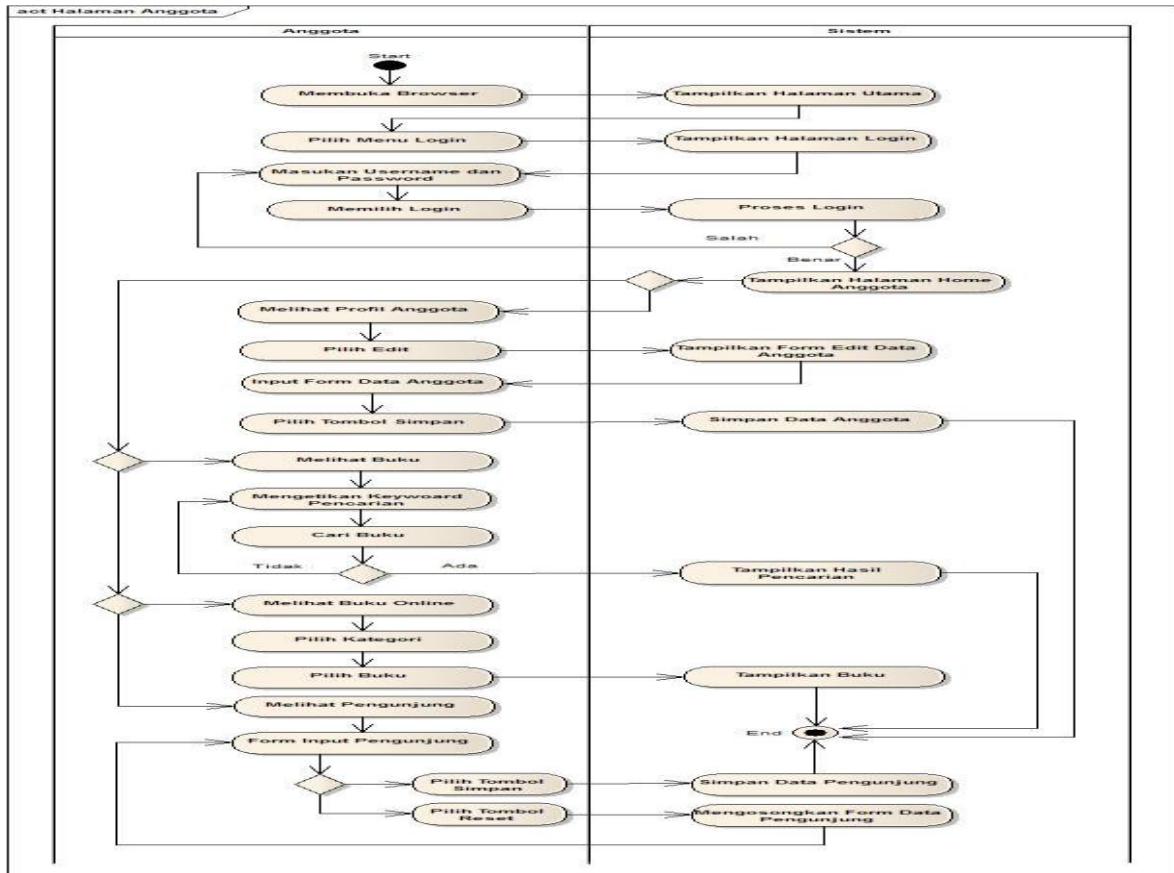 act Halaman Anggota
Anggota
Sistem
Start
Membuka Browser
Tampilkan Halaman Utama
Pilih Menu Login
Tampilkan Halaman Login
Masukan Username dan
Password
Memilih Login
Proses Login
Salah
Benar
Tampilkan Halaman Home
Anggota
Melihat Profil Anggota
Pilih Edit
Tampilkan Form Edit Data
Anggota
Input Form Data Anggota
Pilih Tombol Simpan
Simpan Data Anggota
Melihat Buku
Mengetikan Keywoard
Pencarian
Cari Buku
Tidak
Ada
Tampilkan Hasil
Pencarian
Melihat Buku Online
Pilih Kategori
Pilih Buku
Tampilkan Buku
Melihat Pengunjung
End
Form Input Pengunjung
Pilih Tombol
Simpan
Simpan Data Pengunjung
Pilih Tombol
Reset
Mengosongkan Form Data
Pengunjung